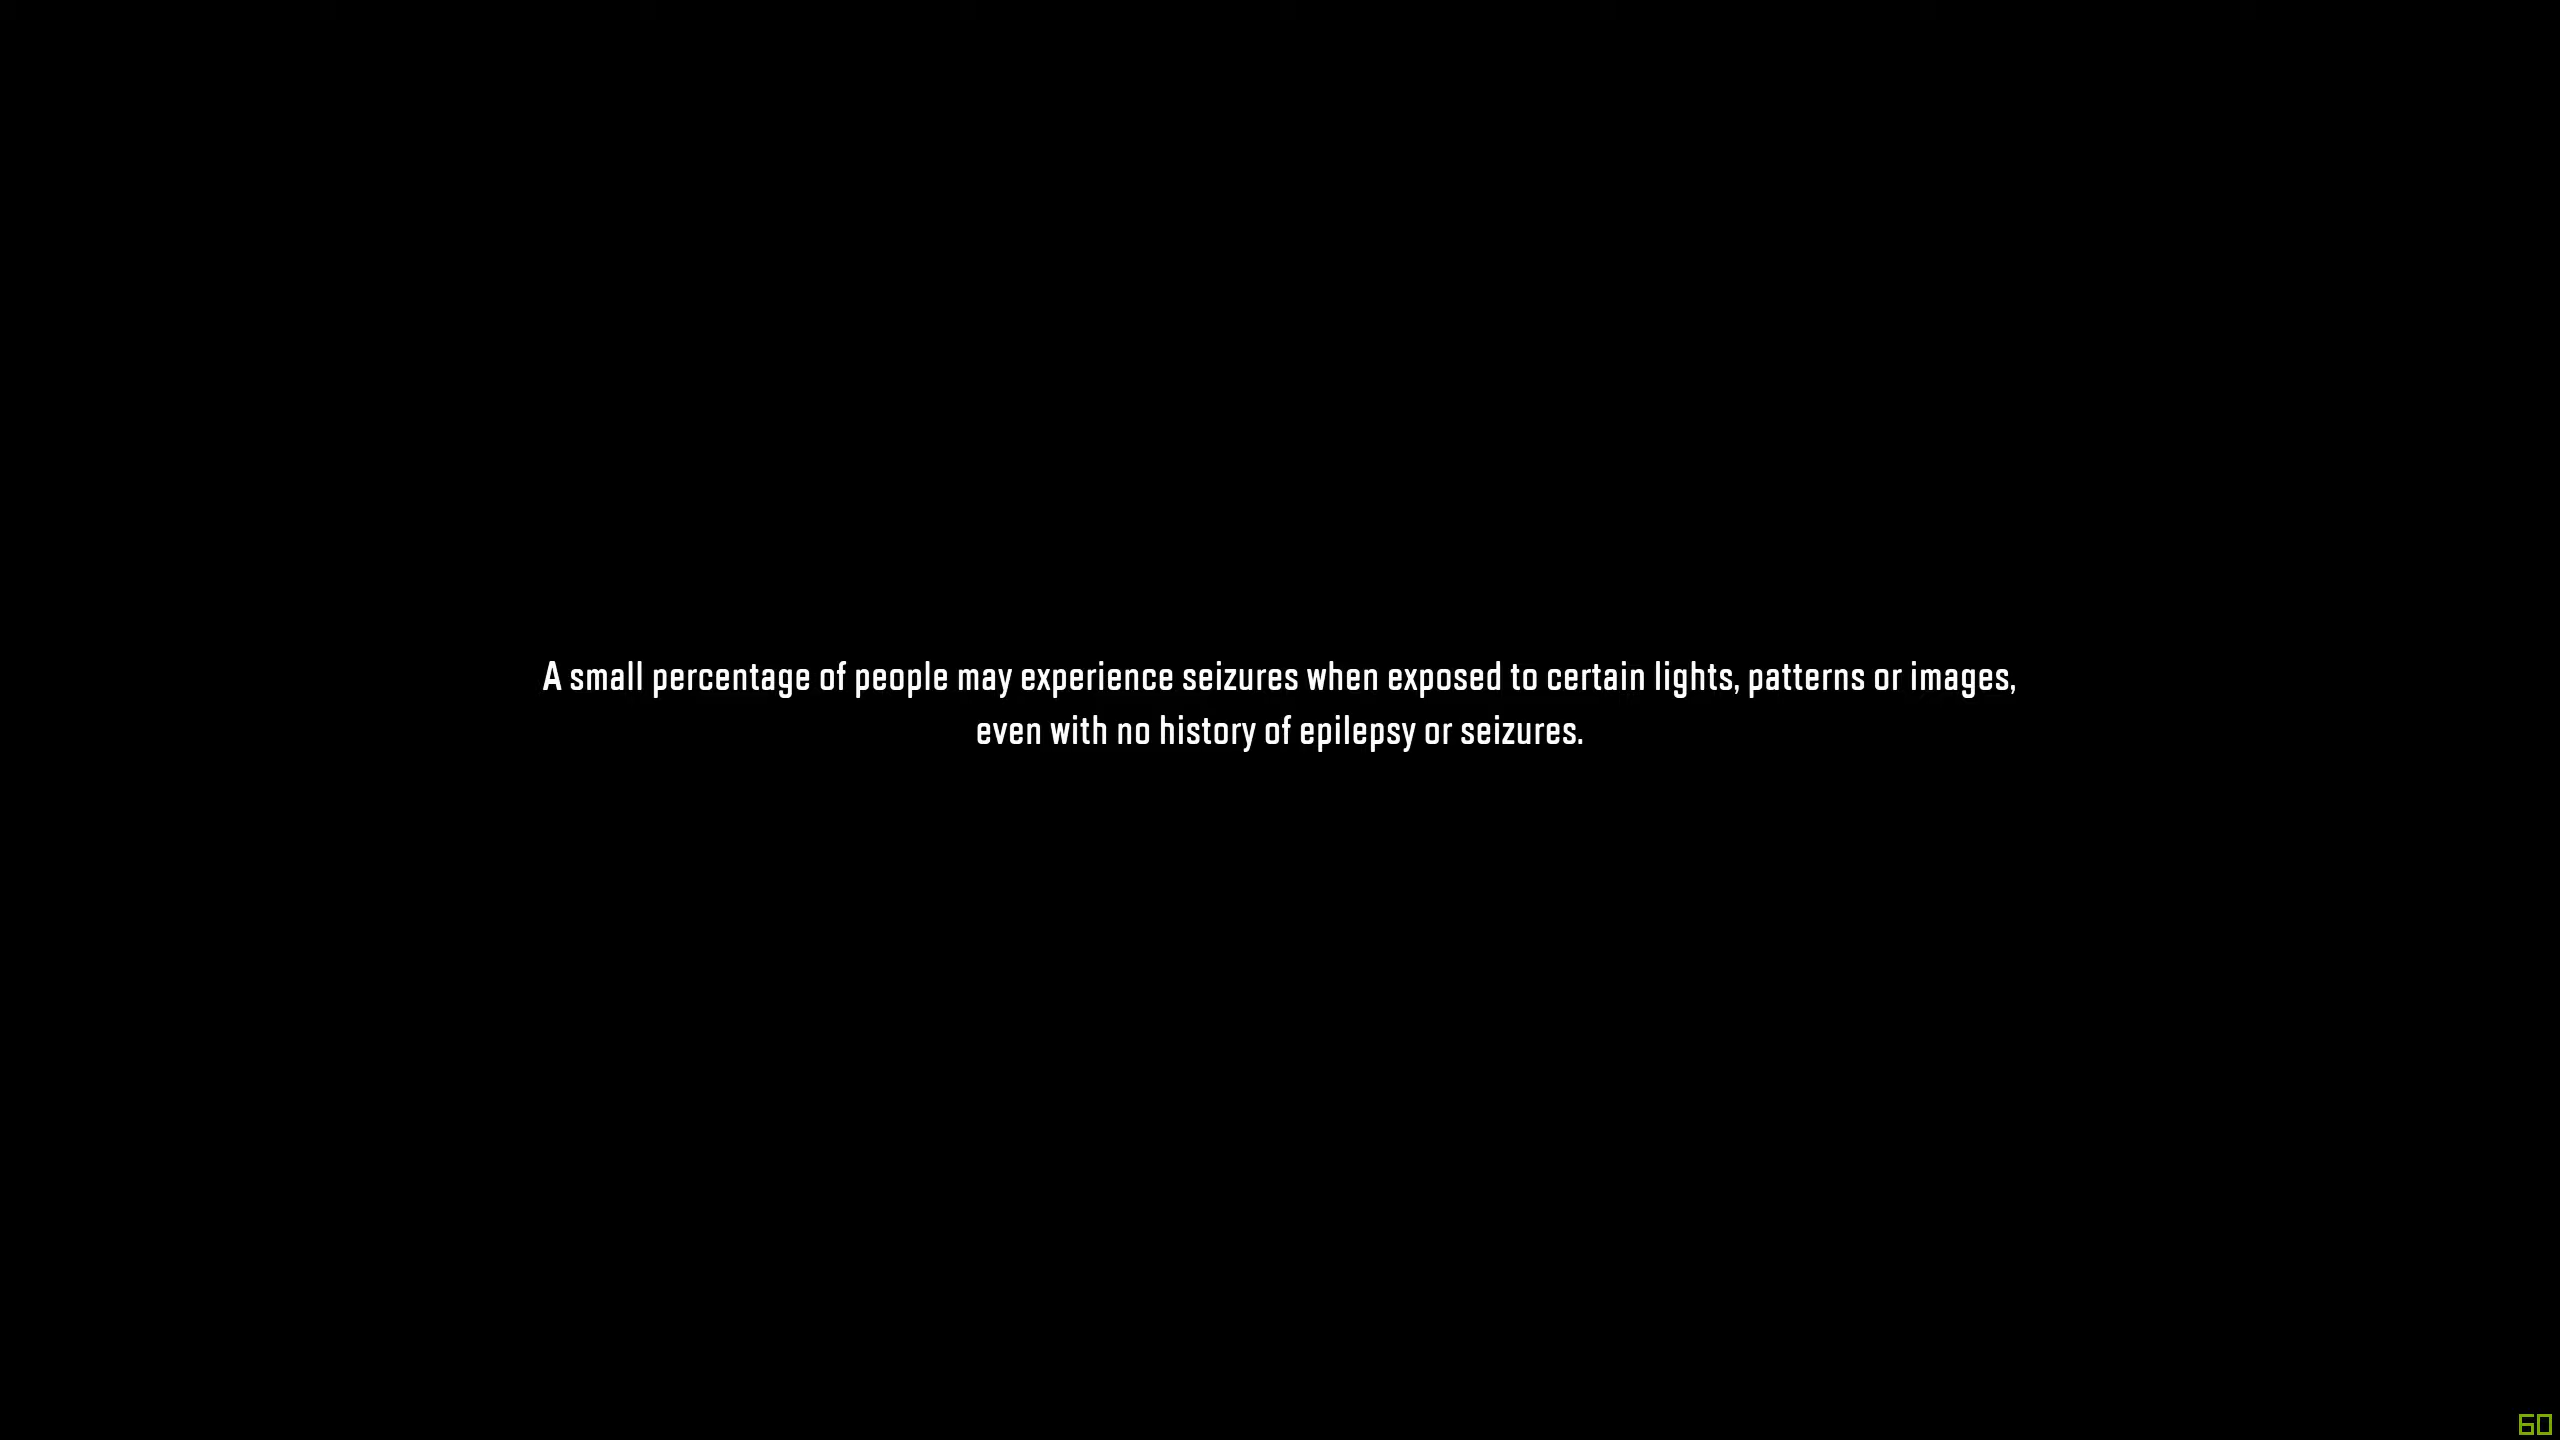 A small percentage of people may experience seizures when exposed to certain lights, patterns or images,
even with no history of epilepsy or seizures.
60